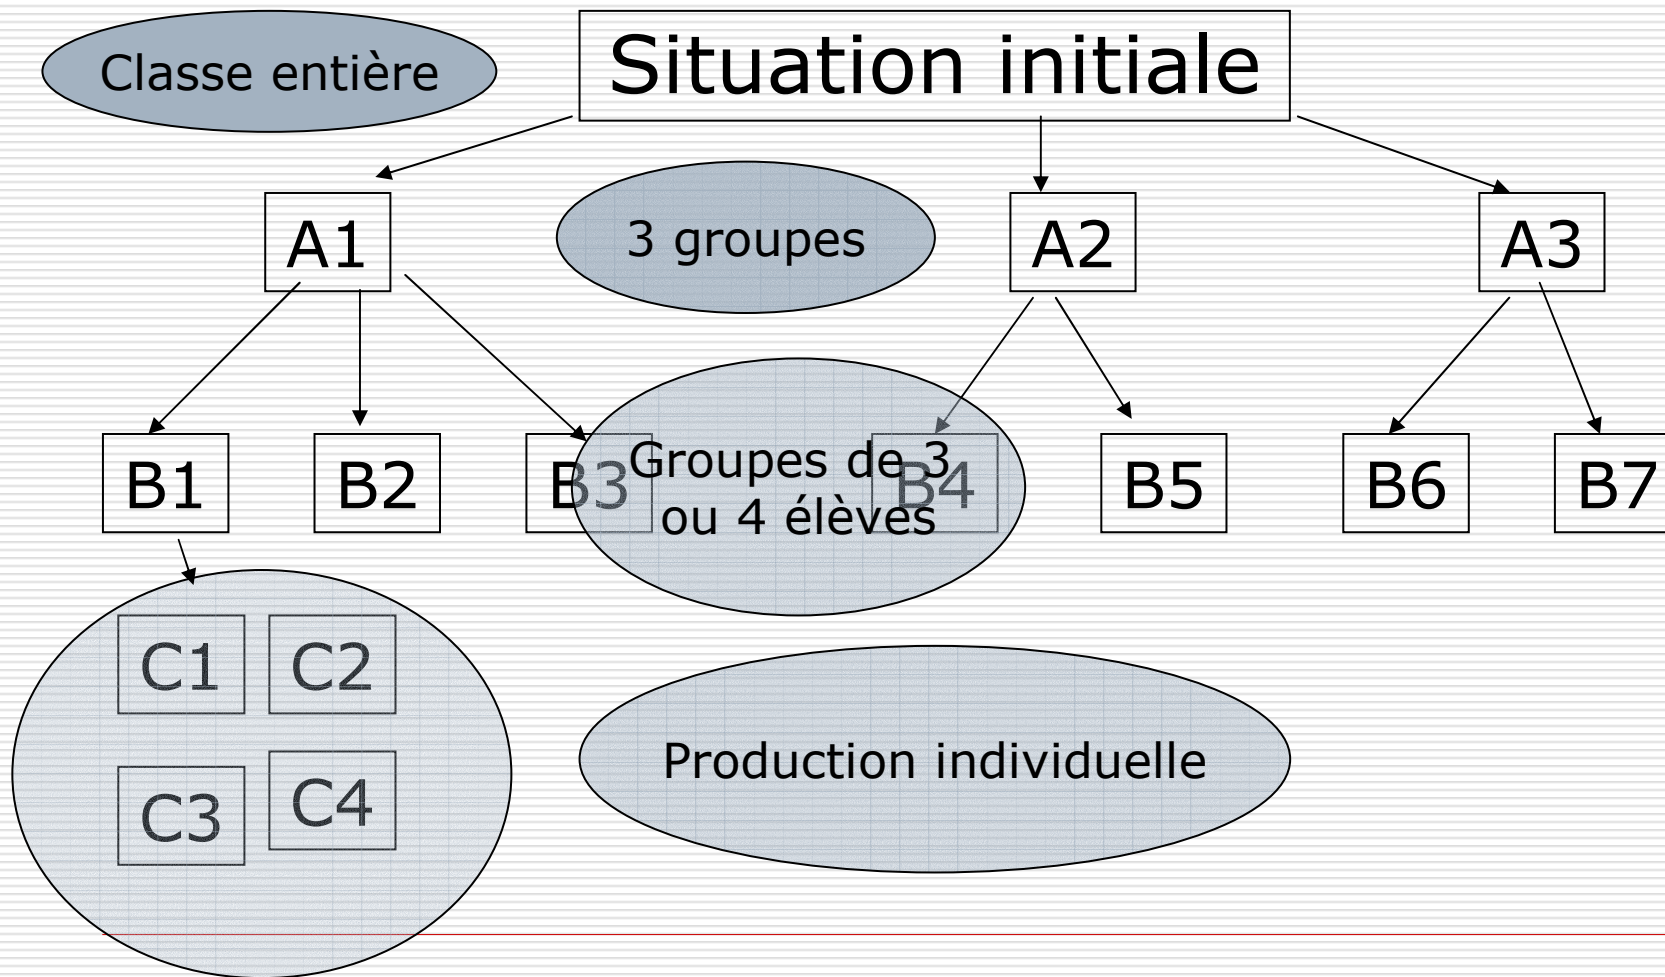 Classe entière
Situation initiale
A1
3 groupes
A2
A3
B1
B2
B3
Groupes de 3
ou 4 élèves
B4
B5
B6
B7
C1
C2
C3
C4
Production individuelle